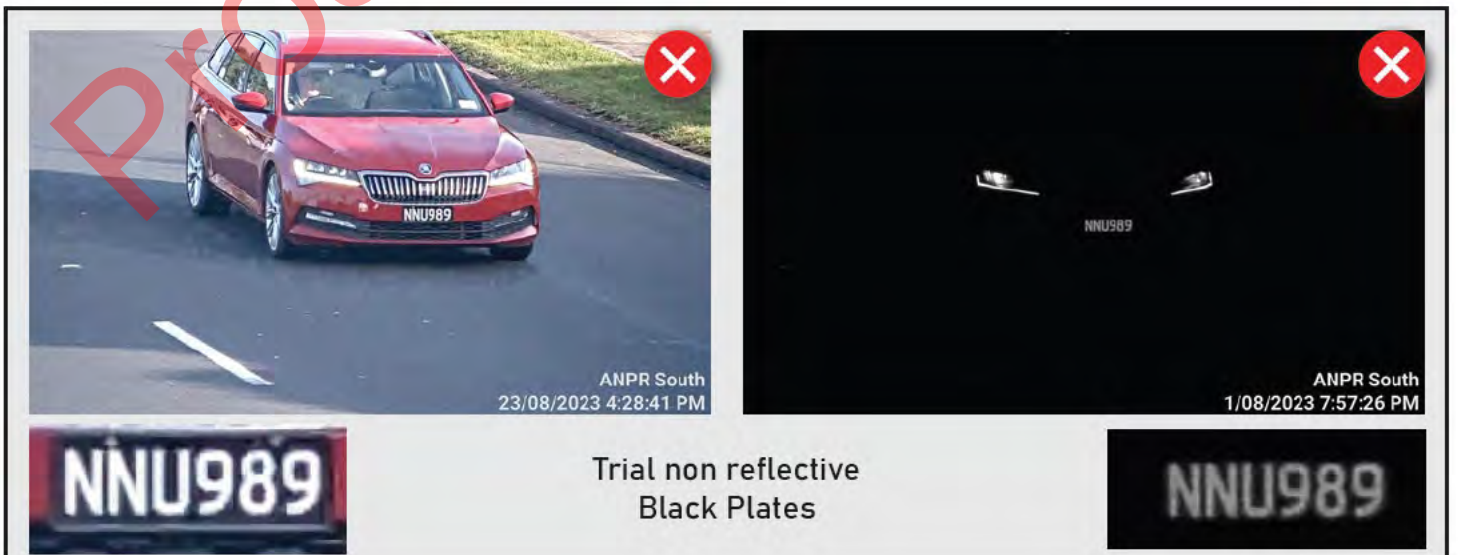 Pro
NNU989
ANPR South
23/08/2023 4:28:41 PM
NNU989
ANPR South
1/08/2023 7:57:26 PM
NNU989
Trial non reflective
Black Plates
NNU989